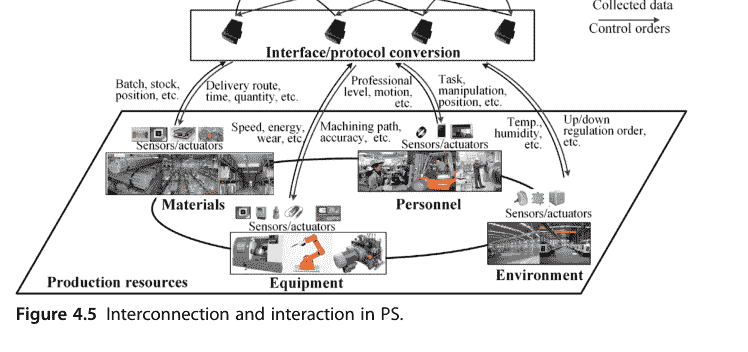 Collected data
Control orders
Interface/protocol conversion
Batch, stock,
position, etc.
Delivery route,
time, quantity, etc.
Professional
level, motion,
etc.
Task,
manipulation,
position, etc.
Speed, energy,
wear, etc.
Machining path,
accuracy, etc.
Temp.,
humidity,
etc.
Up/down
regulation order,
etc.
Sensors/actuators
Sensors/actuators
Materials
Personnel
Sensors/actuators
Sensors/actuators
Production resources
Equipment
Environment
Figure 4.5 Interconnection and interaction in PS.